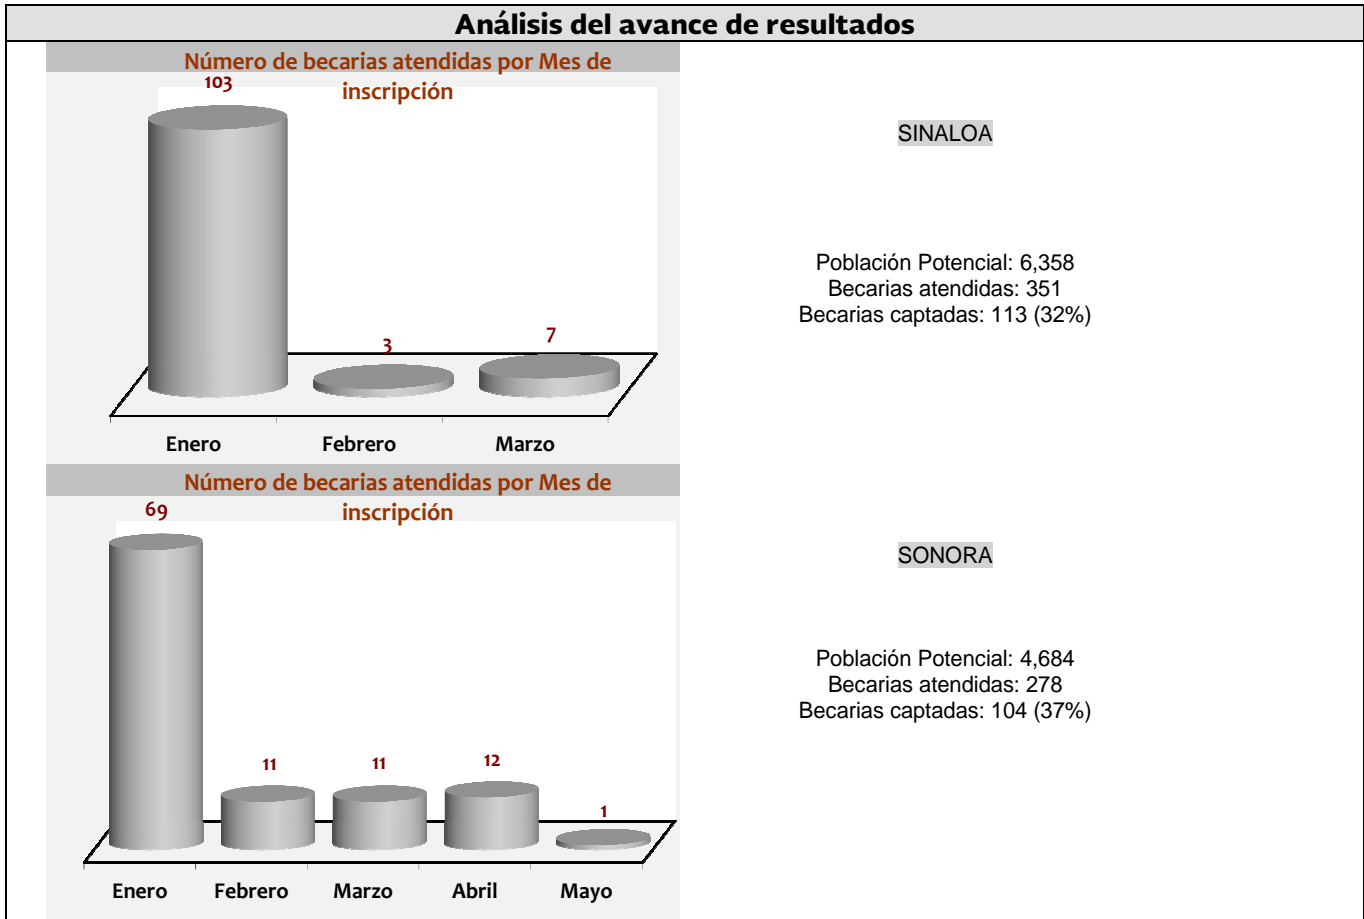 Análisis del avance de resultados
Número de becarias atendidas por Mes de
inscripción
103
3
7
Enero Febrero Marzo
SINALOA
Población Potencial: 6,358
Becarias atendidas: 351
Becarias captadas: 113 (32%)
Número de becarias atendidas por Mes de
inscripción
69
11
11
12
1
Enero Febrero Marzo Abril Mayo
SONORA
Población Potencial: 4,684
Becarias atendidas: 278
Becarias captadas: 104 (37%)